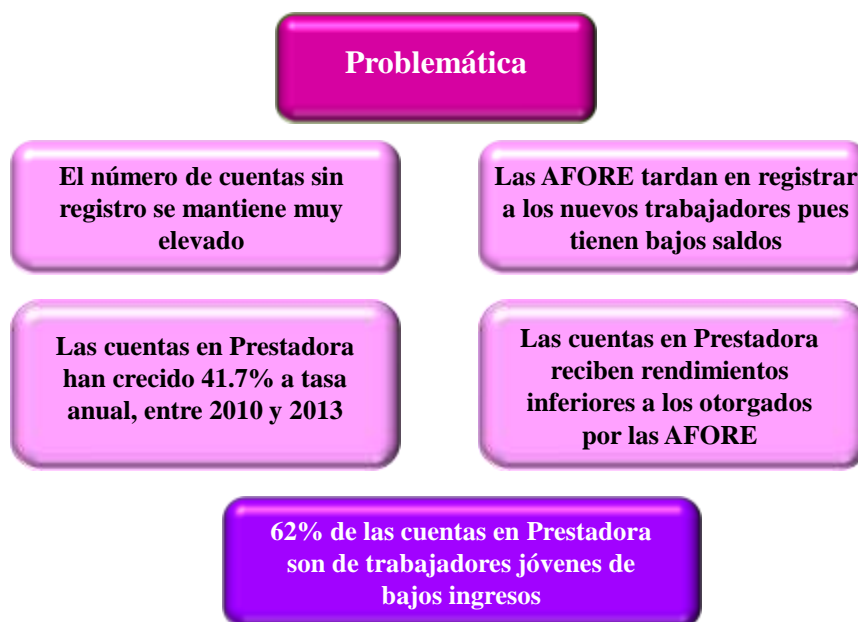 Problemática
El número de cuentas sin
registro se mantiene muy
elevado
Las AFORE tardan en registrar
a los nuevos trabajadores pues
tienen bajos saldos
Las cuentas en Prestadora
han crecido 41.7% a tasa
anual, entre 2010 y 2013
Las cuentas en Prestadora
reciben rendimientos
inferiores a los otorgados
por las AFORE
62% de las cuentas en Prestadora
son de trabajadores jóvenes de
bajos ingresos